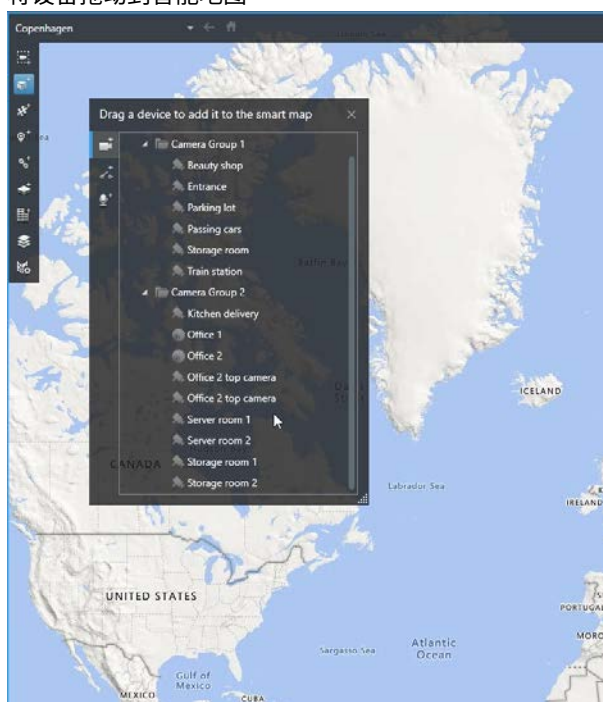 将设备拖动到智能地图
Copenhagen
Drag a device to add it to the smart map
Camera Group 1
Beauty shop
Entrance
Parking lot
Passing cars
Storage room
Train station
Camera Group 2
Kitchen delivery
Office 1
Office 2
Office 2 top camera
Office 2 top camera
Server room 1
Server room 2
Storage room 1
Storage room 2
ICELAND
CANADA
Labrador Sea
IRELAND
UNITED STATES
PORTUGAL
Sargasso Sea
Atlantic
Ocean
Gulf of
Mexico
MEXICO
CUBA